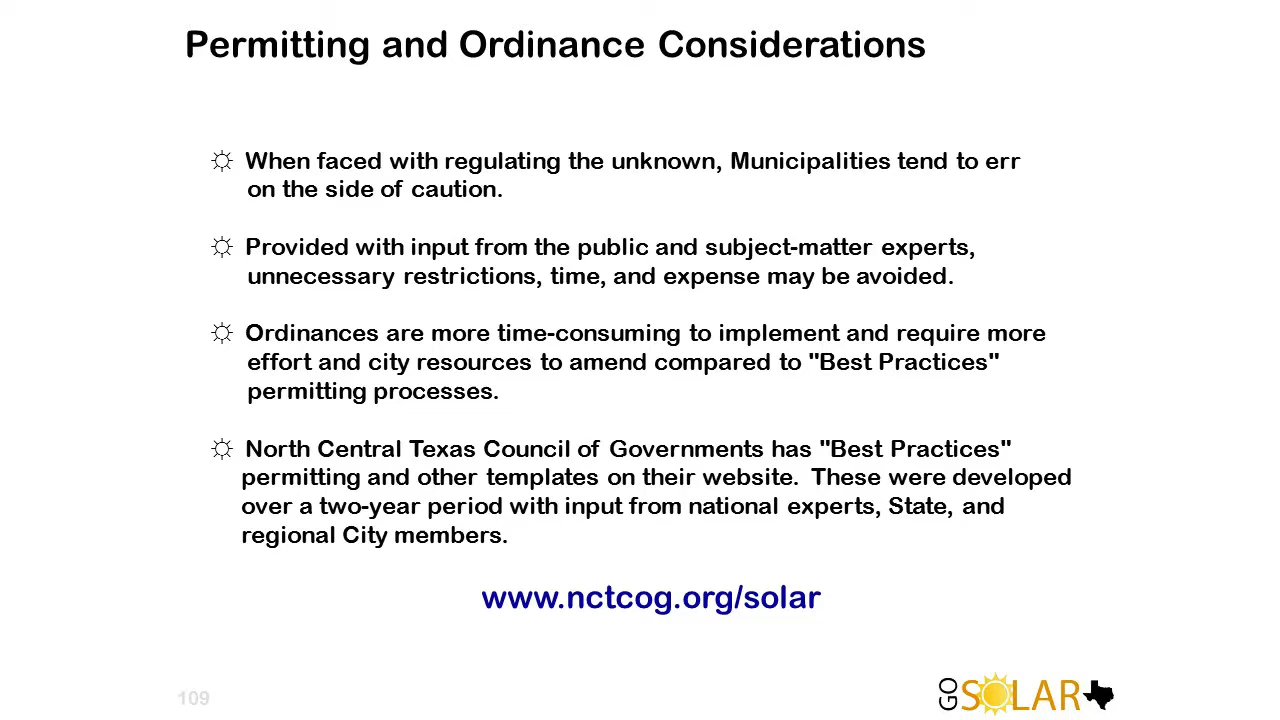 Permitting and Ordinance Considerations
☼ When faced with regulating the unknown, Municipalities tend to err
on the side of caution.
☼ Provided with input from the public and subject-matter experts,
unnecessary restrictions, time, and expense may be avoided.
☼ Ordinances are more time-consuming to implement and require more
effort and city resources to amend compared to "Best Practices"
permitting processes.
☼ North Central Texas Council of Governments has "Best Practices"
permitting and other templates on their website.  These were developed
over a two-year period with input from national experts, State, and
regional City members.
www.nctcog.org/solar
109
GO SOLAR